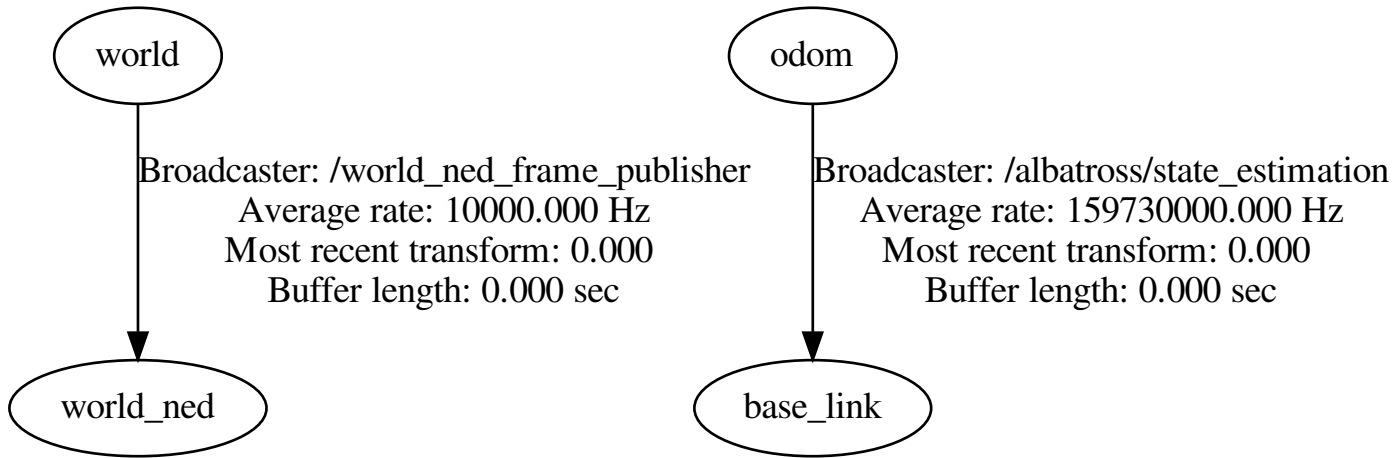 world
odom
Broadcaster: /world_ned_frame_publisher
Average rate: 10000.000 Hz
Most recent transform: 0.000
Buffer length: 0.000 sec
Broadcaster: /albatross/state_estimation
Average rate: 159730000.000 Hz
Most recent transform: 0.000
Buffer length: 0.000 sec
world_ned
base_link